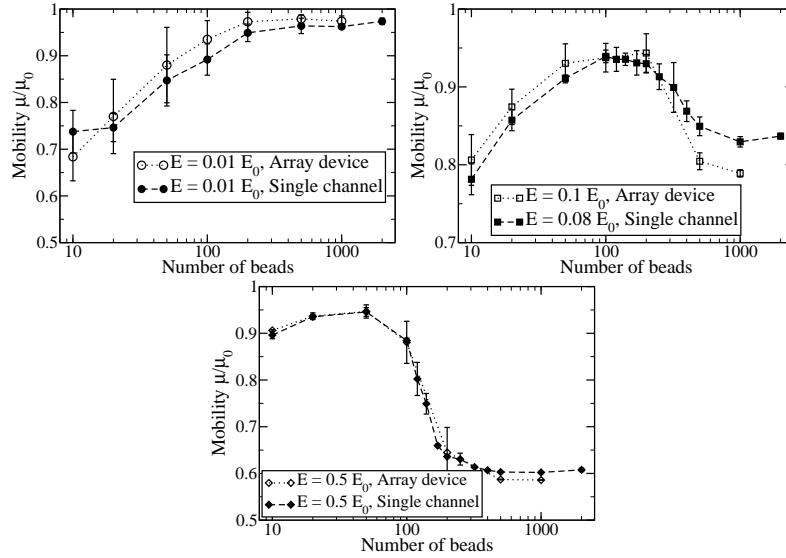 1
0.9
0.8
0.7
0.6
0.5
Mobility μ/μ0
10 100 1000
Number of beads
E = 0.01 E0, Array device
E = 0.01 E0, Single channel
1
0.9
0.8
0.7
Mobility μ/μ0
10 100 1000
Number of beads
E = 0.1 E0, Array device
E = 0.08 E0, Single channel
1
0.9
0.8
0.7
0.6
0.5
Mobility μ/μ0
10 100 1000
Number of beads
E = 0.5 E0, Array device
E = 0.5 E0, Single channel